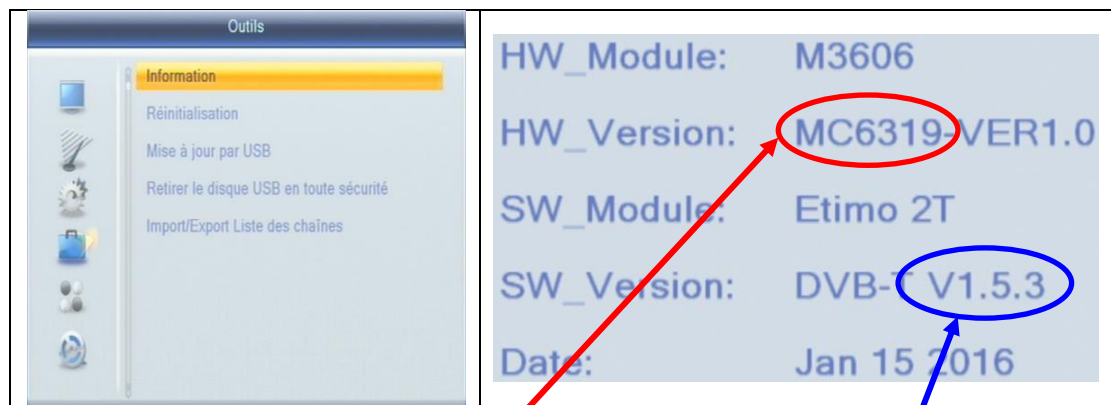 Outils
Information
Réinitialisation
Mise à jour par USB
Retirer le disque USB en toute sécurité
Import/Export Liste des chaînes
HW_Module: M3606
HW_Version: MC6319-VER1.0
SW_Module: Etimo 2T
SW_Version: DVB-T V1.5.3
Date: Jan 15 2016